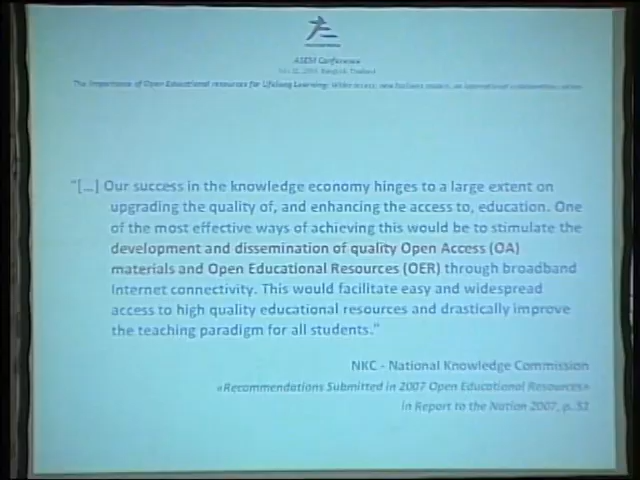 ASEM Conference
Bangkok, Thailand
The Importance of Open Educational resources for Lifelong Learning: Wider access, new business models, an international collaboration
"[...] Our success in the knowledge economy hinges to a large extent on
upgrading the quality of, and enhancing the access to, education. One
of the most effective ways of achieving this would be to stimulate the
development and dissemination of quality Open Access (OA)
materials and Open Educational Resources (OER) through broadband
Internet connectivity. This would facilitate easy and widespread
access to high quality educational resources and drastically improve
the teaching paradigm for all students."
NKC - National Knowledge Commission
«Recommendations Submitted in 2007 Open Educational Resources»
in Report to the Nation 2007, p. 52